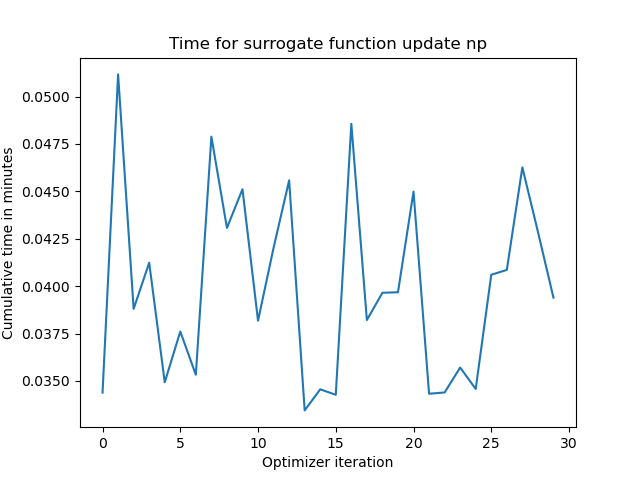 Time for surrogate function update np
Cumulative time in minutes
0.0500
0.0475
0.0450
0.0425
0.0400
0.0375
0.0350
0 5 10 15 20 25 30
Optimizer iteration